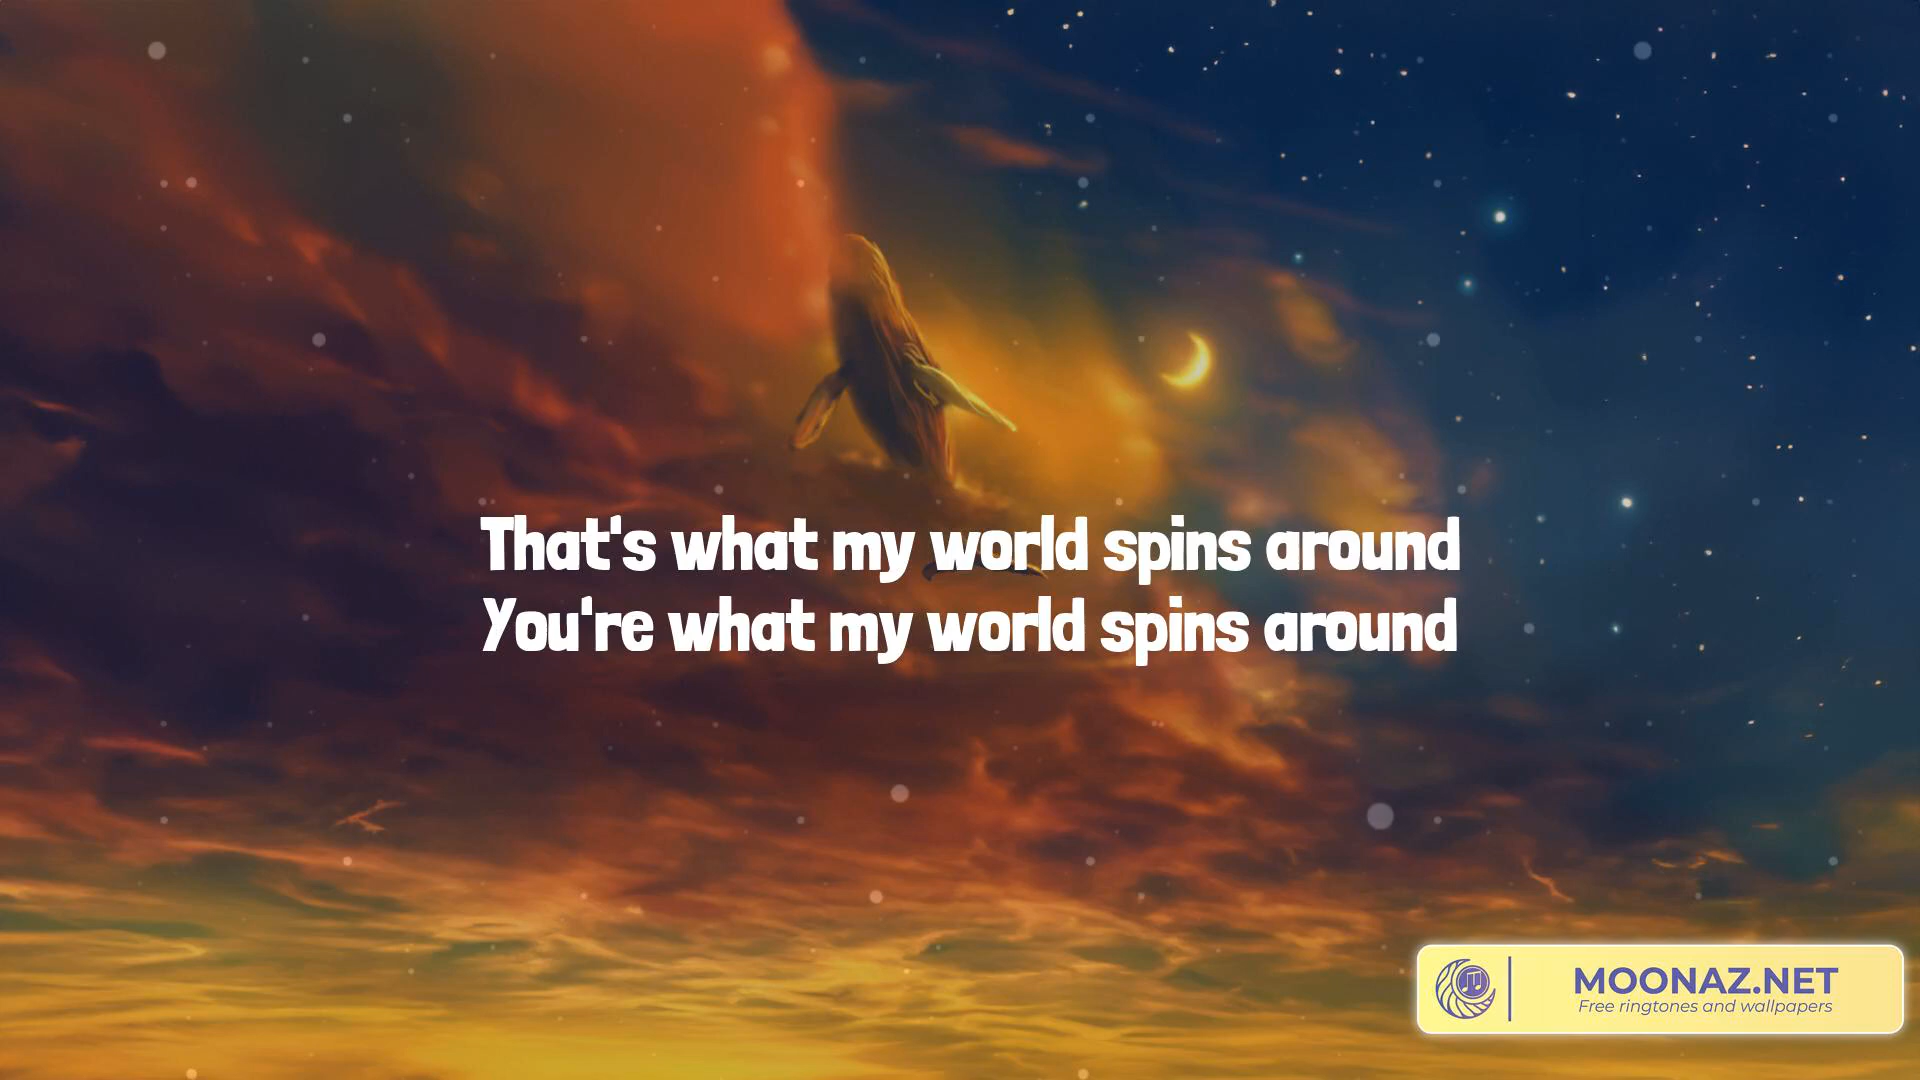 That's what my world spins around
You're what my world spins around
MOONAZ.NET
Free ringtones and wallpapers